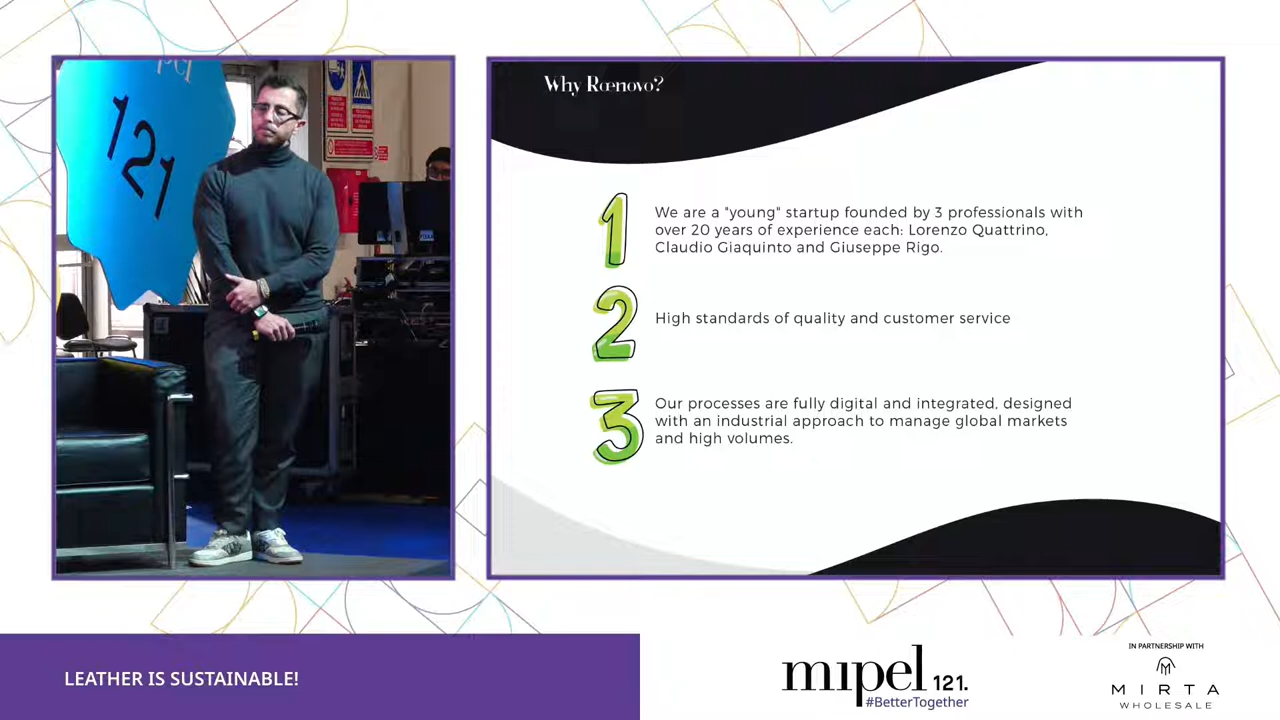 mipel
121
Why Rœnovo?
1
We are a "young" startup founded by 3 professionals with
over 20 years of experience each: Lorenzo Quattrino,
Claudio Giaquinto and Giuseppe Rigo.
2
High standards of quality and customer service
3
Our processes are fully digital and integrated, designed
with an industrial approach to manage global markets
and high volumes.
LEATHER IS SUSTAINABLE!
mipel 121.
#BetterTogether
IN PARTNERSHIP WITH
MIRTA
WHOLESALE